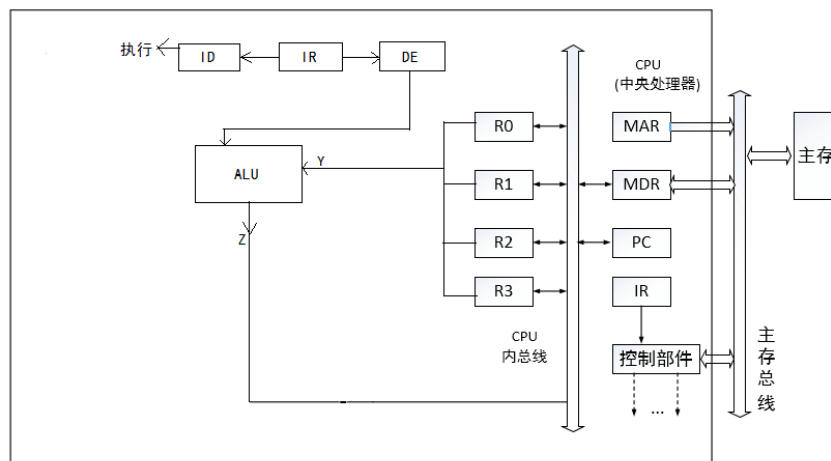 执行
ID
IR
DE
CPU
(中央处理器)
R0
MAR
主存
ALU
Y
R1
MDR
Z
R2
PC
R3
IR
CPU
内总线
控制部件
主存总线
...